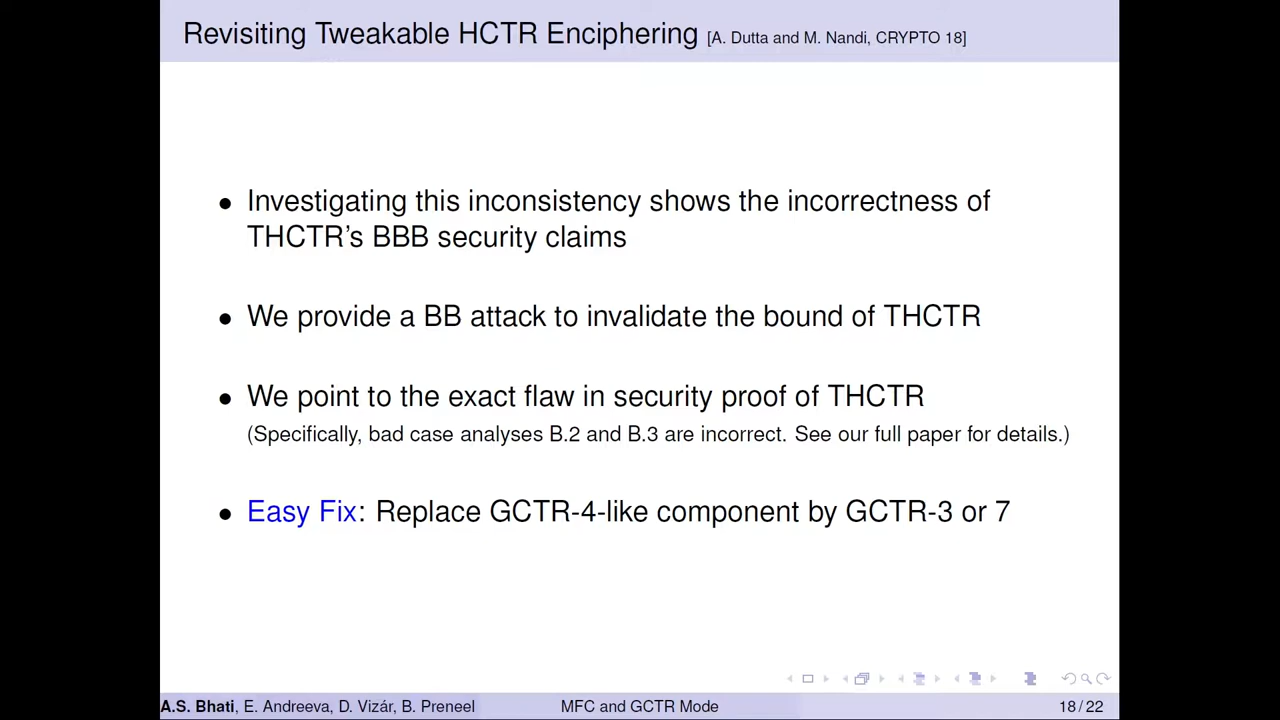 Revisiting Tweakable HCTR Enciphering [A. Dutta and M. Nandi, CRYPTO 18]
• Investigating this inconsistency shows the incorrectness of
THCTR's BBB security claims
• We provide a BB attack to invalidate the bound of THCTR
• We point to the exact flaw in security proof of THCTR
(Specifically, bad case analyses B.2 and B.3 are incorrect. See our full paper for details.)
• Easy Fix: Replace GCTR-4-like component by GCTR-3 or 7
A.S. Bhati, E. Andreeva, D. Vizár, B. Preneel MFC and GCTR Mode 18 / 22